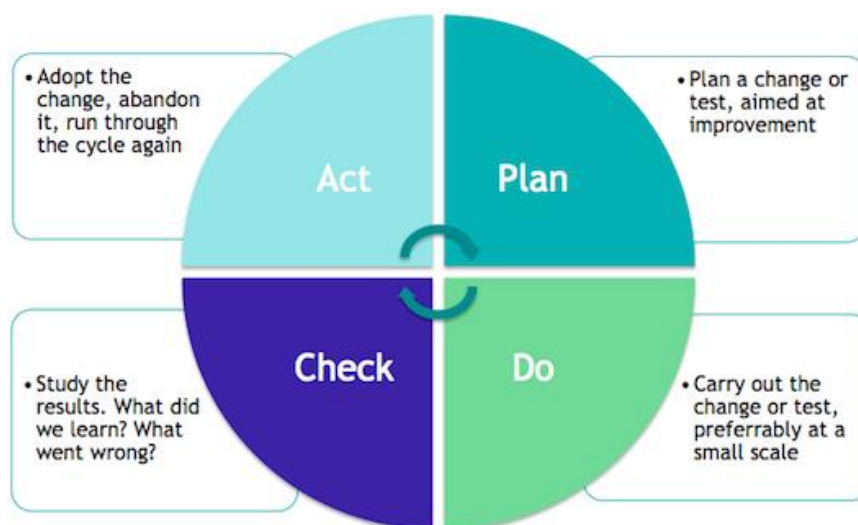 • Adopt the
change, abandon
it, run through
the cycle again
Act
Plan
• Plan a change or
test, aimed at
improvement
• Study the
results. What did
we learn? What
went wrong?
Check
Do
• Carry out the
change or test,
preferrably at a
small scale